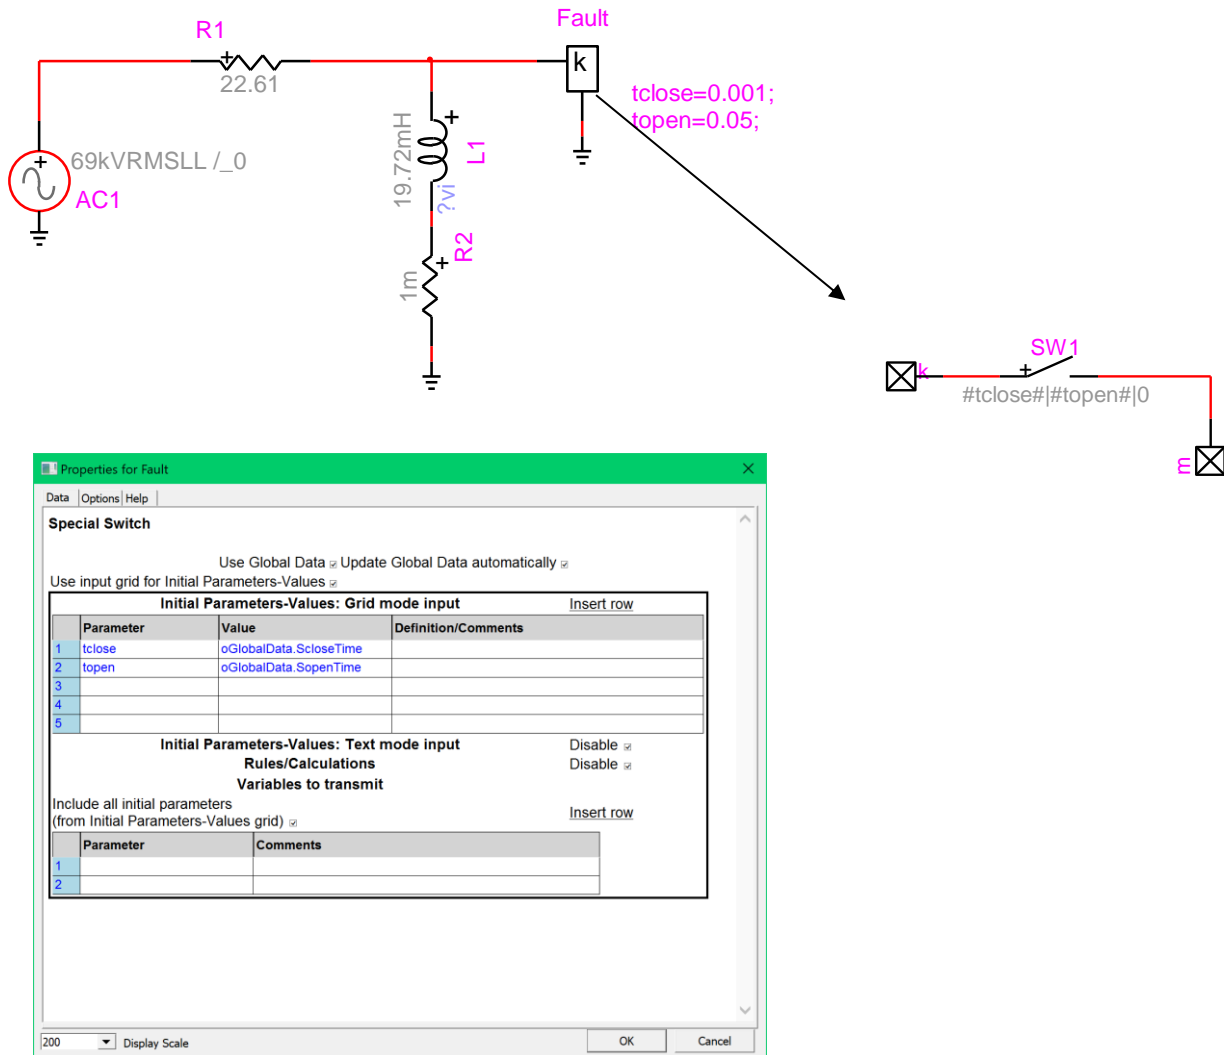 Fault
R1
k
22.61
tclose=0.001;
topen=0.05;
69kVRMSLL /_0
AC1
19.72mH
L1
?vi
R2
1m
SW1
k
#tclose#|#topen#|0
m
Properties for Fault
Data Options Help
Special Switch
Use Global Data Update Global Data automatically
Use input grid for Initial Parameters-Values
Initial Parameters-Values: Grid mode input Insert row
Parameter Value Definition/Comments
1 tclose oGlobalData.ScloseTime
2 topen oGlobalData.SopenTime
3
4
5
Initial Parameters-Values: Text mode input Disable
Rules/Calculations Disable
Variables to transmit
Include all initial parameters
(from Initial Parameters-Values grid) Insert row
Parameter Comments
1
2
200 Display Scale OK Cancel